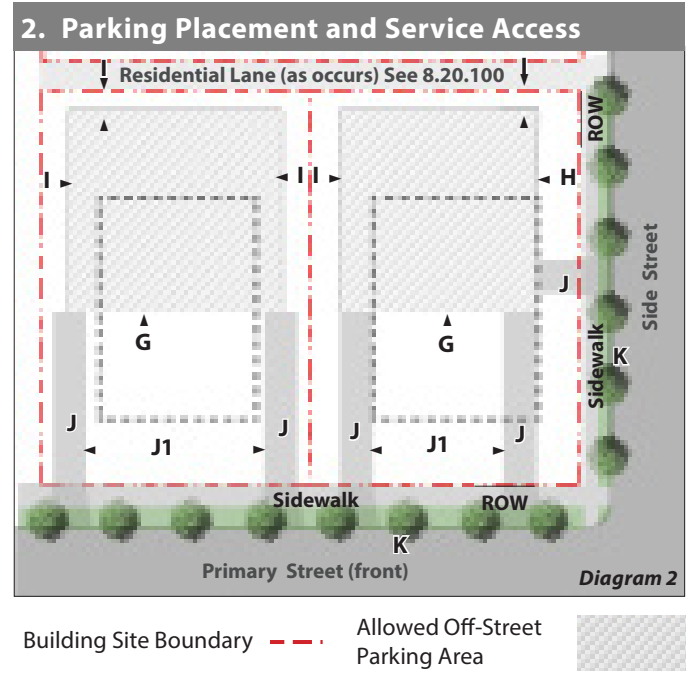 2. Parking Placement and Service Access
I
I
Residential Lane (as occurs) See 8.20.100
ROW
I
I
I
H
J
Side Street
G
G
Sidewalk
K
J
J1
J
J
J1
J
Sidewalk
ROW
K
Primary Street (front)
Diagram 2
Building Site Boundary
Allowed Off-Street
Parking Area